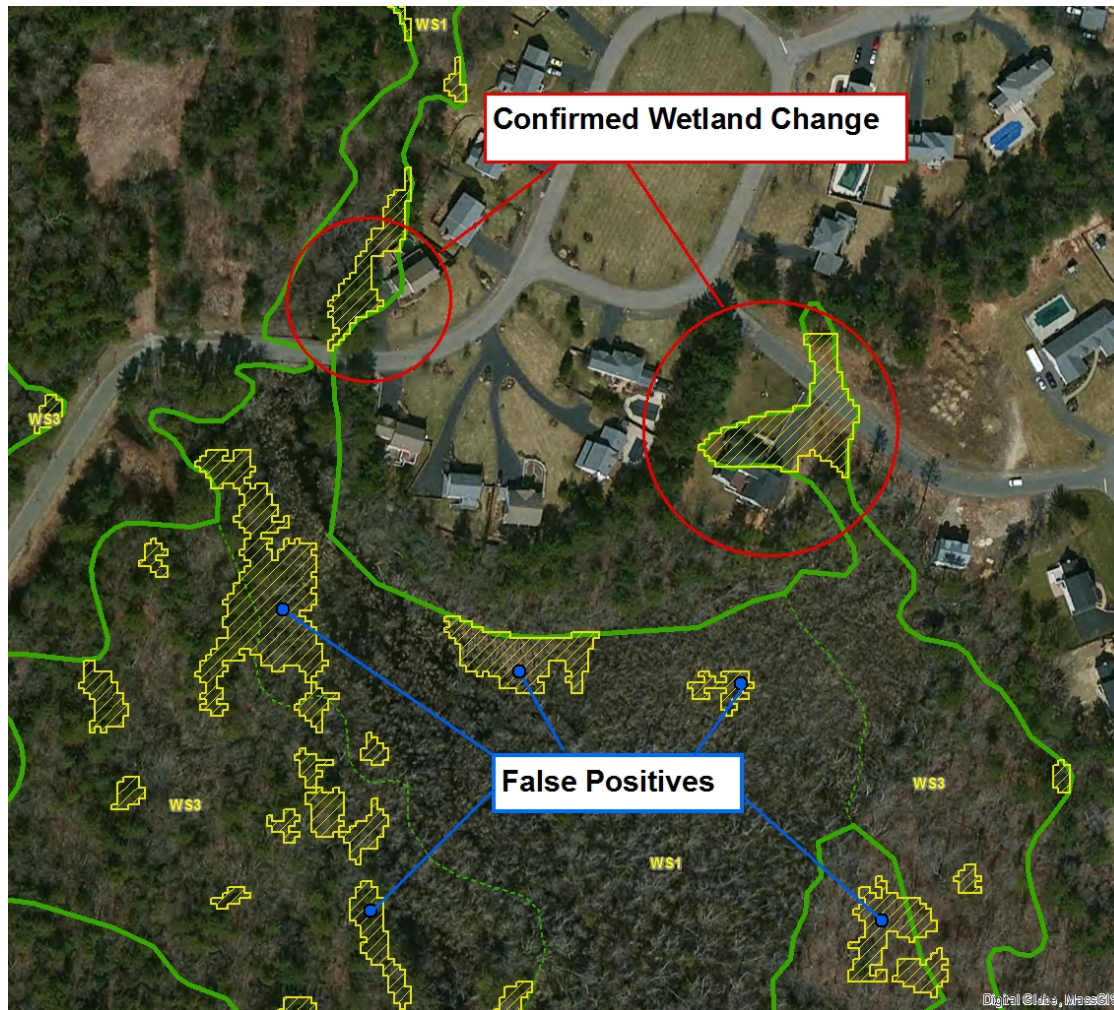 WS1
Confirmed Wetland Change
WS3
False Positives
WS3
WS3
WS1
Digital Globe, MassGIS